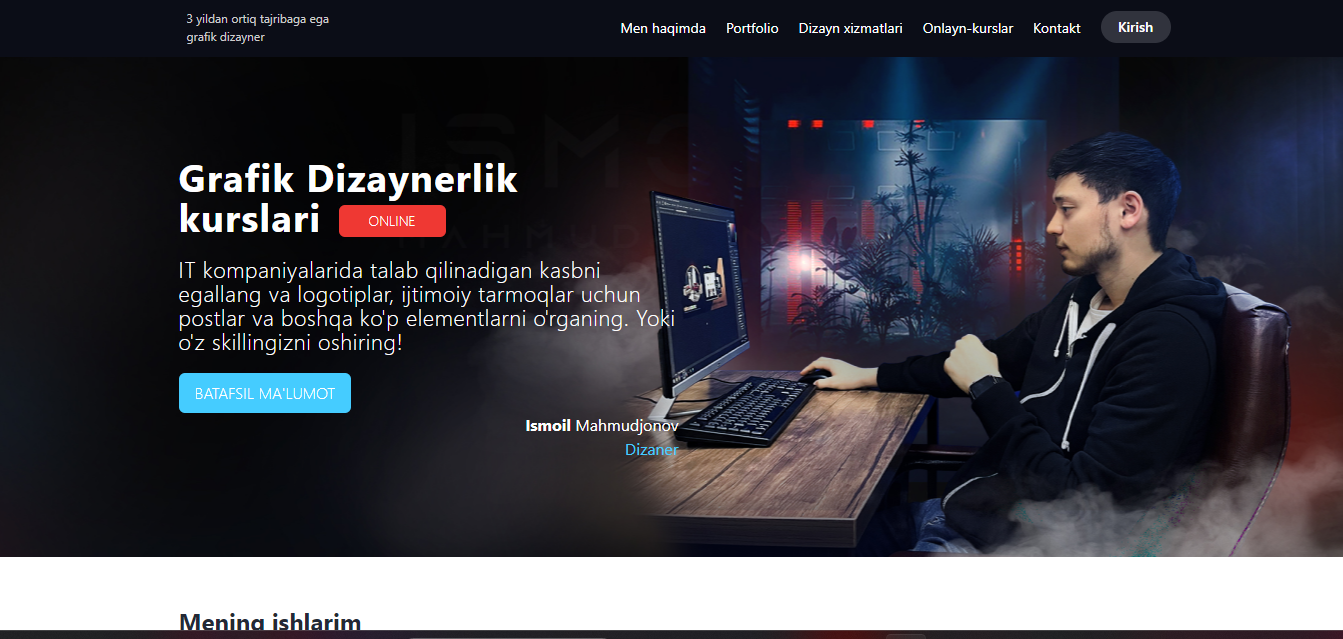 3 yildan ortiq tajribaga ega
grafik dizayner
Men haqimda Portfolio Dizayn xizmatlari Onlayn-kurslar Kontakt Kirish
Grafik Dizaynerlik
kurslari ONLINE
IT kompaniyalarida talab qilinadigan kasbni
egallang va logotiplar, ijtimoiy tarmoqlar uchun
postlar va boshqa ko'p elementlarni o'rganing. Yoki
o'z skillingizni oshiring!
BATAFSIL MA'LUMOT
Ismoil Mahmudjonov
Dizaner
Mening ishlarim